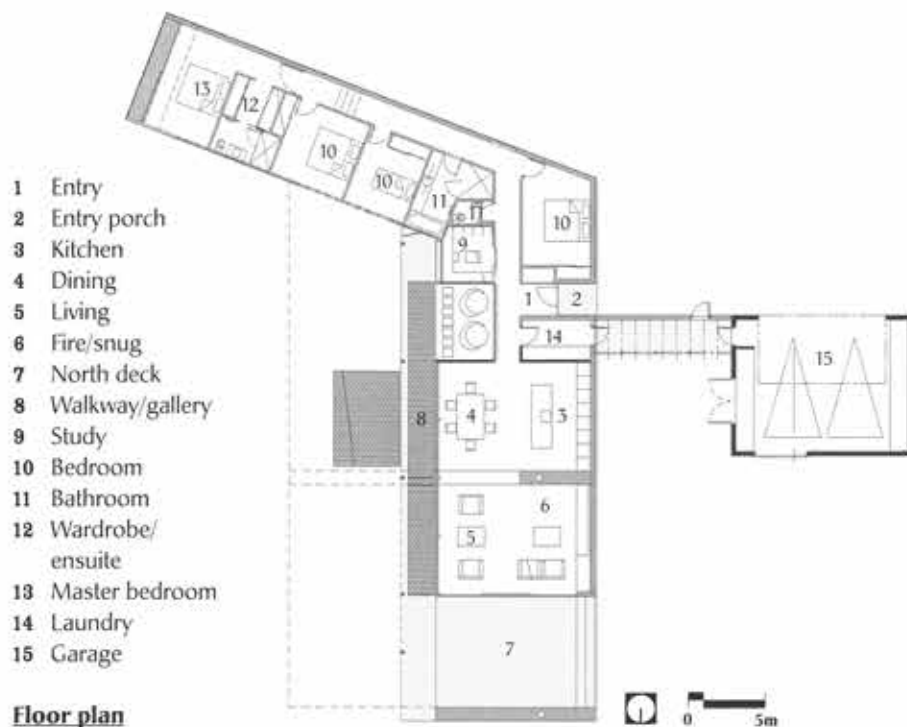 1 Entry
2 Entry porch
3 Kitchen
4 Dining
5 Living
6 Fire/snug
7 North deck
8 Walkway/gallery
9 Study
10 Bedroom
11 Bathroom
12 Wardrobe/
ensuite
13 Master bedroom
14 Laundry
15 Garage
Floor plan
13
12
10
10
11
11
10
9
1
2
14
15
8
4
3
6
5
7
0
5m